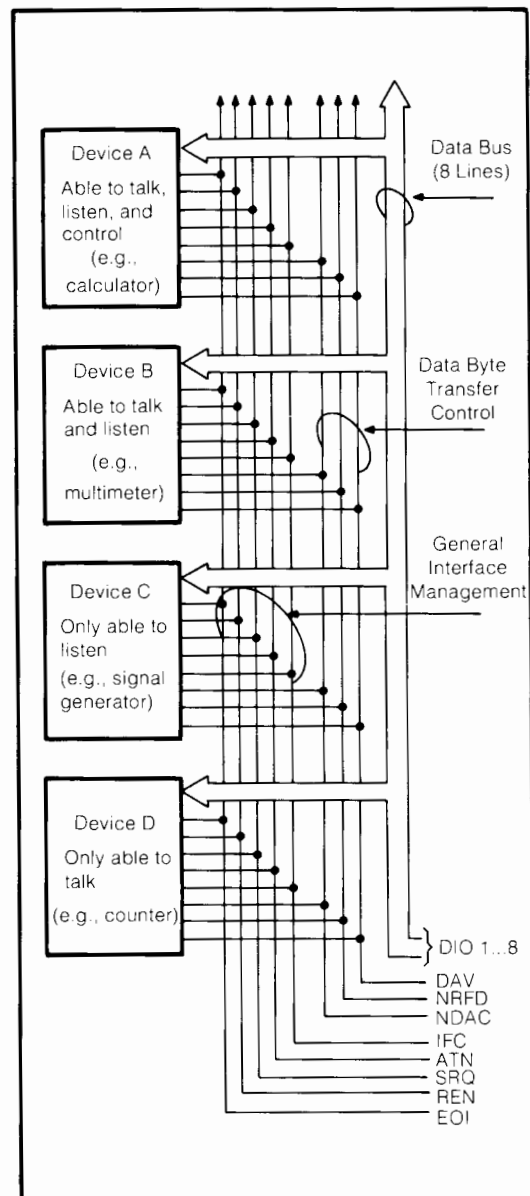 Device A
Able to talk,
listen, and
control
(e.g.,
calculator)
Data Bus
(8 Lines)
Device B
Able to talk
and listen
(e.g.,
multimeter)
Data Byte
Transfer
Control
General
Interface
Management
Device C
Only able to
listen
(e.g., signal
generator)
Device D
Only able to
talk
(e.g., counter)
DIO 1...8
DAV
NRFD
NDAC
IFC
ATN
SRQ
REN
EOI